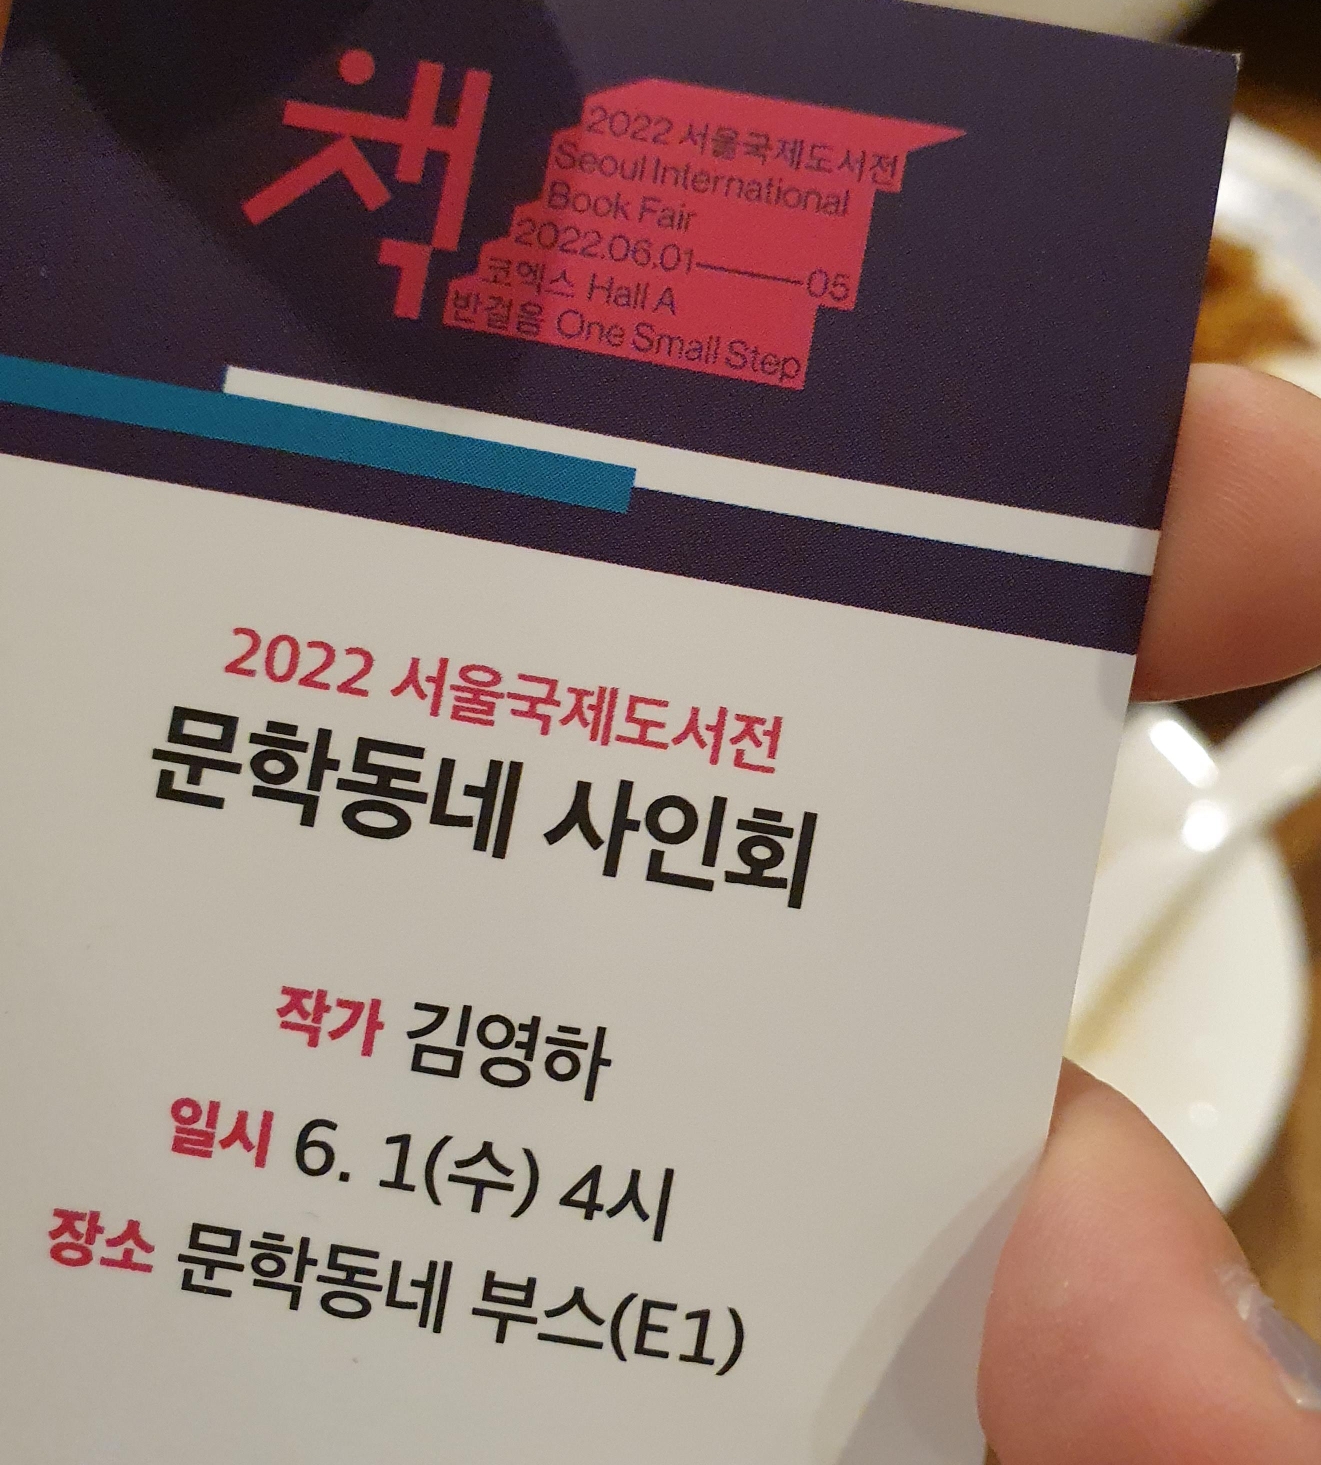 책
2022 서울국제도서전
Seoul International
Book Fair
2022.06.01———05
코엑스 Hall A
반걸음 One Small Step
2022 서울국제도서전
문학동네 사인회
작가 김영하
일시 6. 1(수) 4시
장소 문학동네 부스(E1)